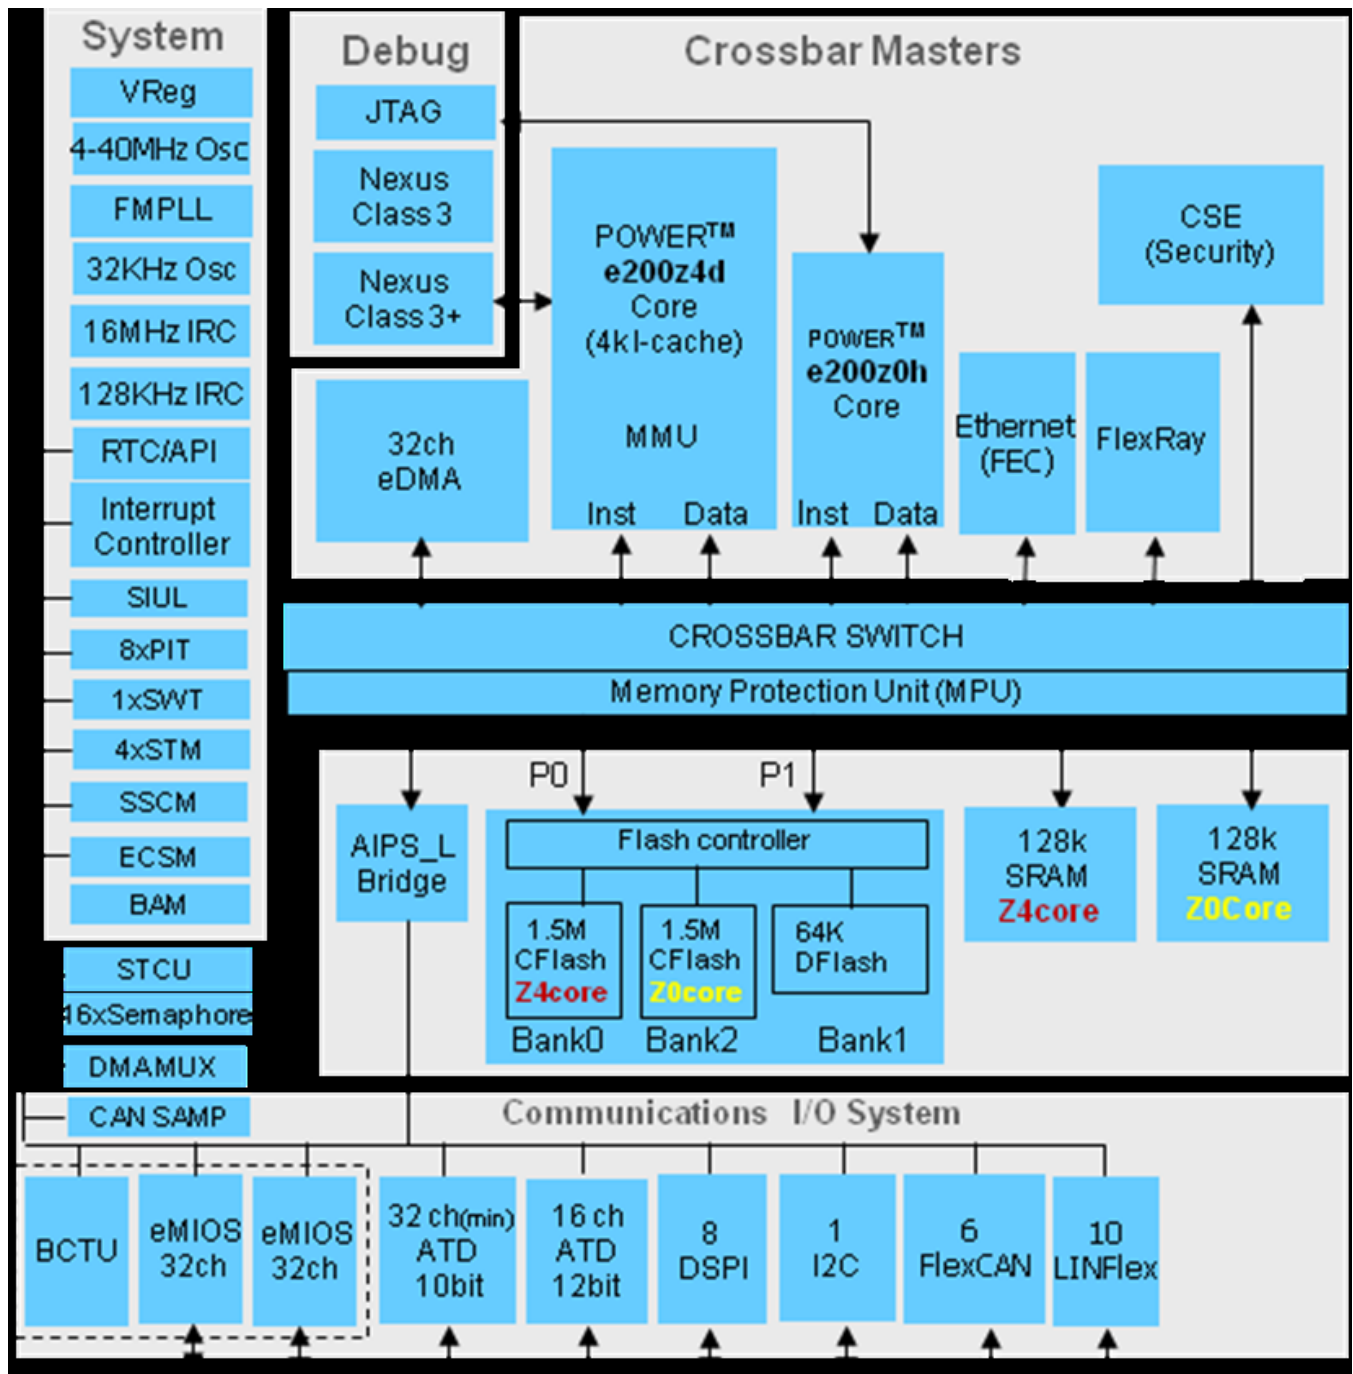 System
VReg
4-40MHz Osc
FMPLL
32KHz Osc
16MHz IRC
128KHz IRC
RTC/API
Interrupt
Controller
SIUL
8xPIT
1xSWT
4xSTM
SSCM
ECSM
BAM
STCU
16xSemaphore
DMAMUX
CAN SAMP
Debug
JTAG
Nexus
Class 3
Nexus
Class 3+
Crossbar Masters
32ch
eDMA
POWER™
e200z4d
Core
(4k I-cache)
MMU
Inst Data
POWER™
e200z0h
Core
Inst Data
Ethernet
(FEC)
FlexRay
CSE
(Security)
CROSSBAR SWITCH
Memory Protection Unit (MPU)
AIPS_L
Bridge
P0
P1
Flash controller
1.5M
CFlash
Z4core
Bank0
1.5M
CFlash
Z0core
Bank2
64K
DFlash
Bank1
128k
SRAM
Z4core
128k
SRAM
Z0Core
Communications I/O System
BCTU
eMIOS
32ch
eMIOS
32ch
32 ch(min)
ATD
10bit
16 ch
ATD
12bit
8
DSPI
1
I2C
6
FlexCAN
10
LINFlex